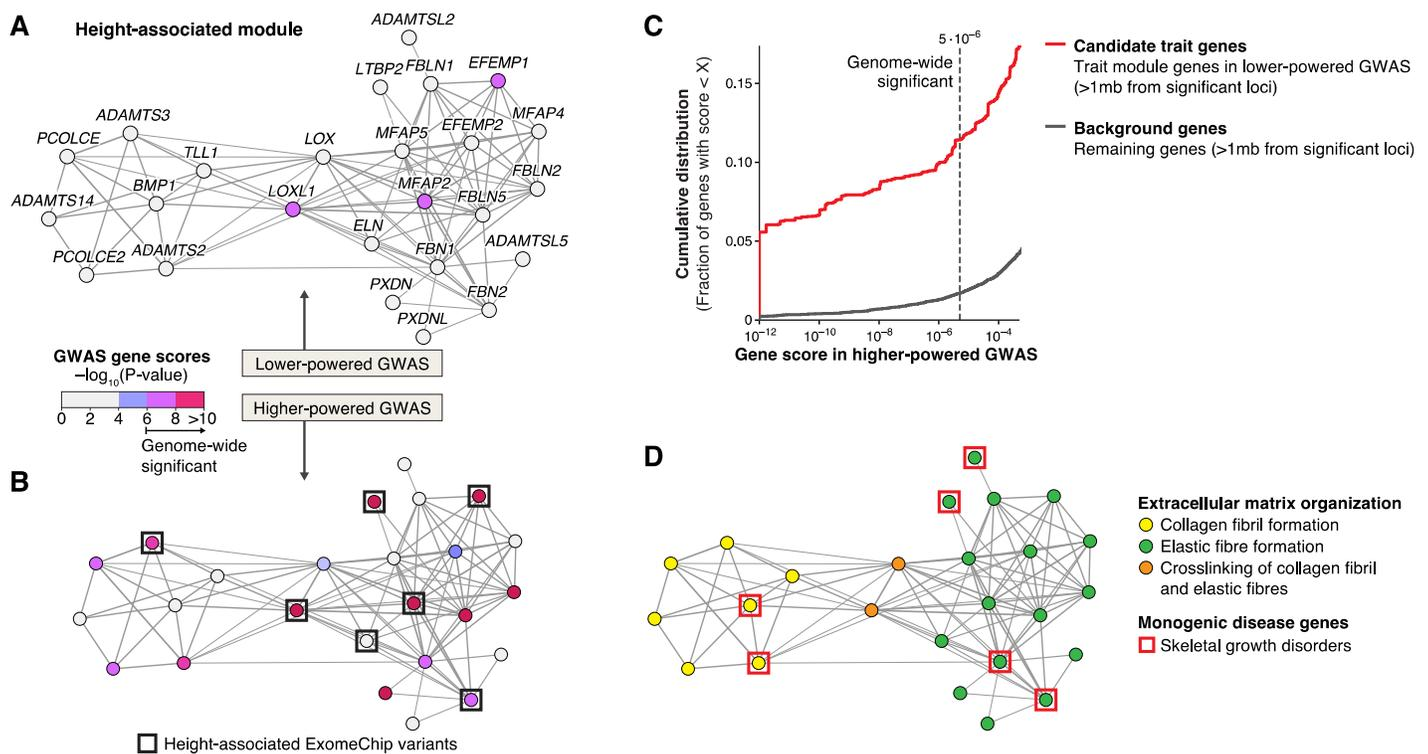 A
Height-associated module
ADAMTSL2
LTBP2
FBLN1
EFEMP1
ADAMTS3
MFAP4
PCOLCE
LOX
MFAP5
EFEMP2
TLL1
FBLN2
BMP1
LOXL1
MFAP2
ADAMTS14
FBLN5
ELN
PCOLCE2
ADAMTS2
FBN1
ADAMTSL5
PXDN
FBN2
PXDNL
GWAS gene scores
–log10(P-value)
0 2 4 6 8 >10
Genome-wide
significant
Lower-powered GWAS
Higher-powered GWAS
B
Height-associated ExomeChip variants
C
5·10–6
Genome-wide
significant
0.15
0.10
0.05
0
Cumulative distribution
(Fraction of genes with score < X)
10–12 10–10 10–8 10–6 10–4
Gene score in higher-powered GWAS
Candidate trait genes
Trait module genes in lower-powered GWAS
(>1mb from significant loci)
Background genes
Remaining genes (>1mb from significant loci)
D
Extracellular matrix organization
Collagen fibril formation
Elastic fibre formation
Crosslinking of collagen fibril
and elastic fibres
Monogenic disease genes
Skeletal growth disorders